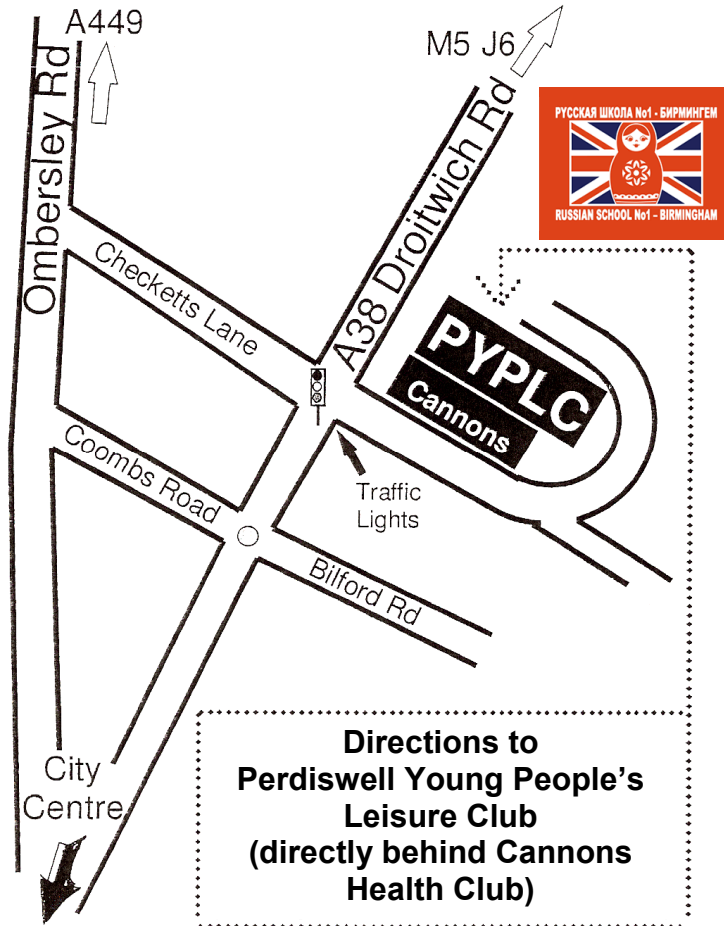 A449
M5 J6
Ombersley Rd
A38 Droitwich Rd
РУССКАЯ ШКОЛА No1 - БИРМИНГЕМ
RUSSIAN SCHOOL No1 – BIRMINGHAM
Checketts Lane
PYPLC
Cannons
Coombs Road
Traffic
Lights
Bilford Rd
City
Centre
Directions to
Perdiswell Young People’s
Leisure Club
(directly behind Cannons
Health Club)